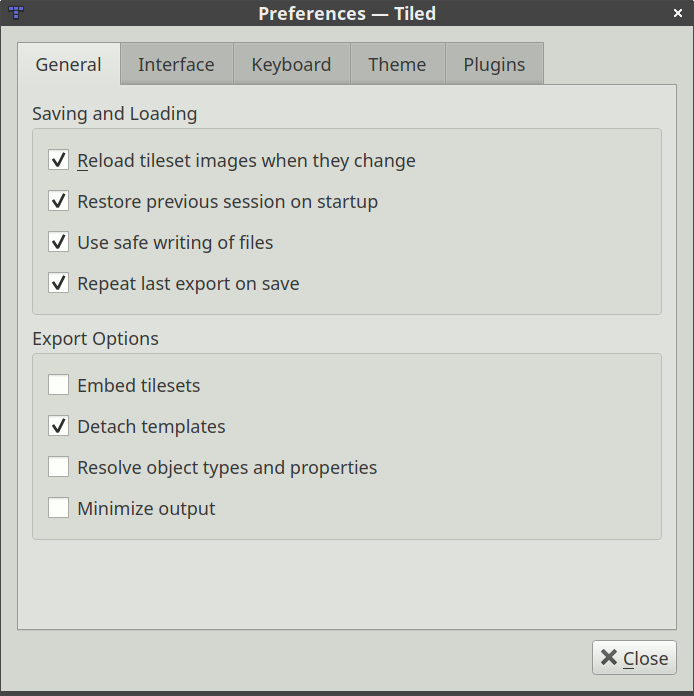 Preferences — Tiled
General Interface Keyboard Theme Plugins
Saving and Loading
Reload tileset images when they change
Restore previous session on startup
Use safe writing of files
Repeat last export on save
Export Options
Embed tilesets
Detach templates
Resolve object types and properties
Minimize output
Close